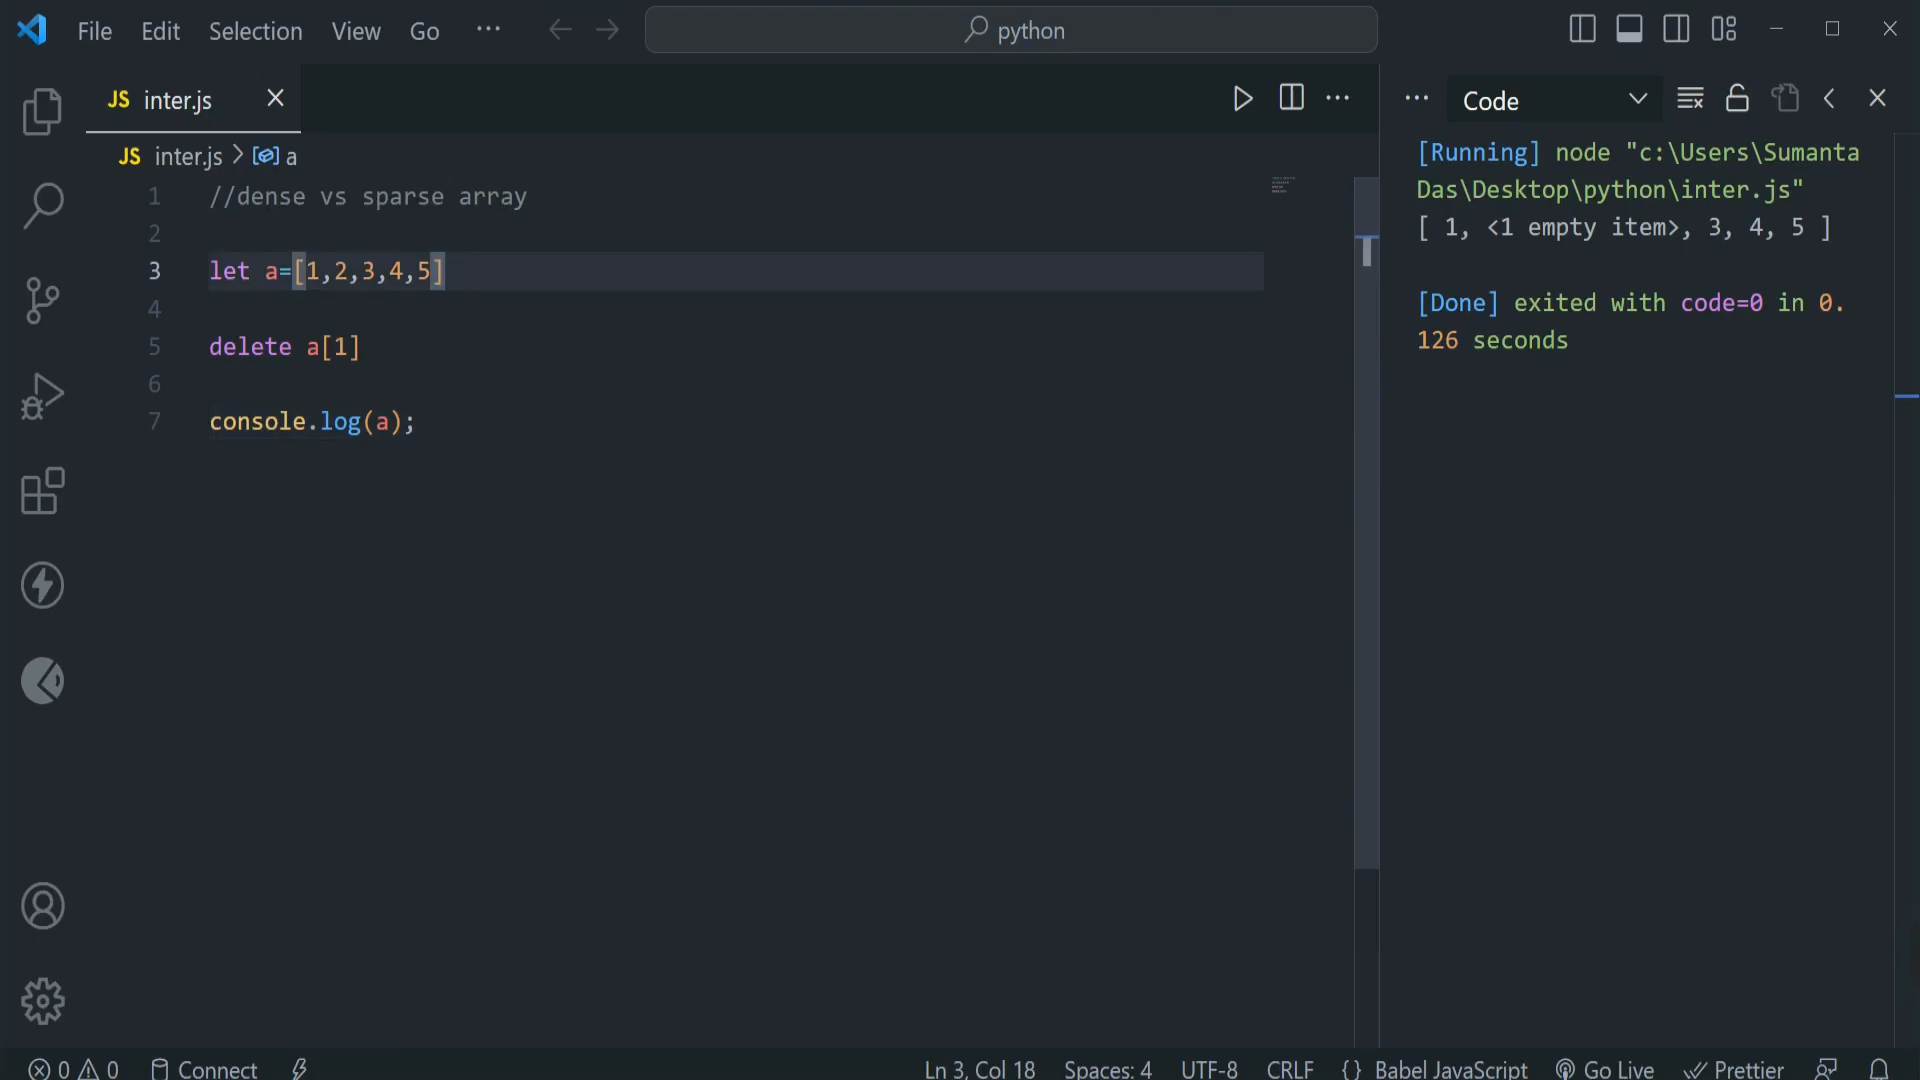 File Edit Selection View Go ··· python
JS inter.js
Code
JS inter.js > a
1 //dense vs sparse array
2
3 let a=[1,2,3,4,5]
4
5 delete a[1]
6
7 console.log(a);
[Running] node "c:\Users\Sumanta
Das\Desktop\python\inter.js"
[ 1, <1 empty item>, 3, 4, 5 ]
[Done] exited with code=0 in 0.
126 seconds
0 0 Connect Ln 3, Col 18 Spaces: 4 UTF-8 CRLF {} Babel JavaScript Go Live Prettier